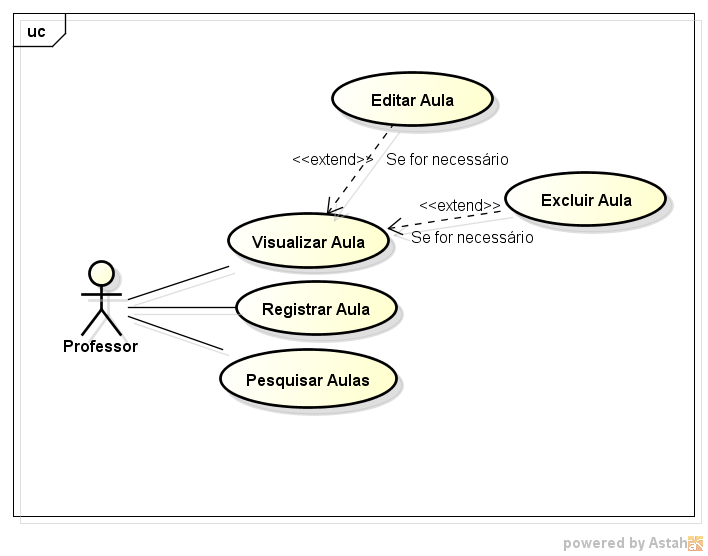 uc
Editar Aula
<<extend>> Se for necessário
<<extend>> Excluir Aula
Se for necessário
Visualizar Aula
Registrar Aula
Professor
Pesquisar Aulas
powered by Astah